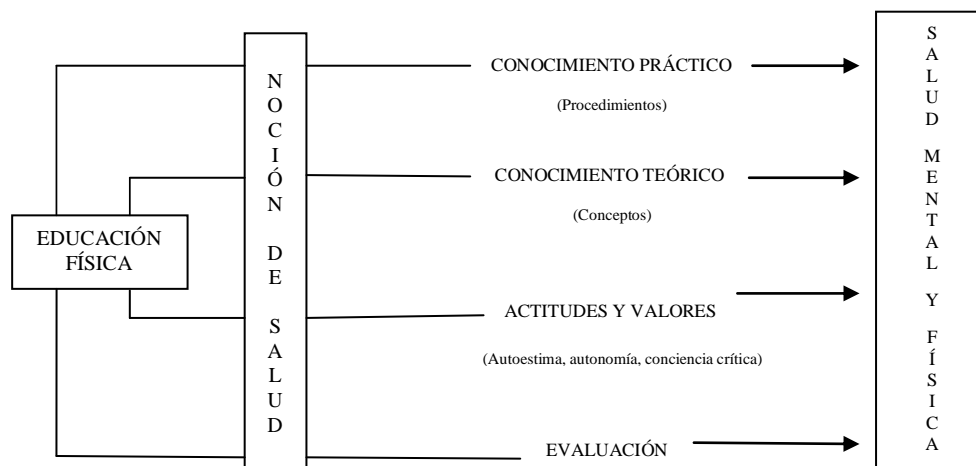 EDUCACIÓN
FÍSICA
NOCIÓN DE SALUD
CONOCIMIENTO PRÁCTICO
(Procedimientos)
CONOCIMIENTO TEÓRICO
(Conceptos)
ACTITUDES Y VALORES
(Autoestima, autonomía, conciencia crítica)
EVALUACIÓN
SALUD MENTAL Y FÍSICA